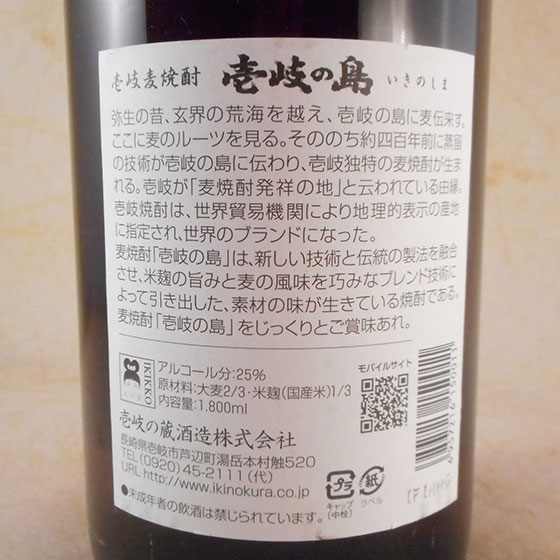 壱岐麦焼酎 壱岐の島 いきのしま
弥生の昔、玄界の荒海を越え、壱岐の島に麦伝来す。
ここに麦のルーツを見る。そののち約四百年前に蒸留
の技術が壱岐の島に伝わり、壱岐独特の麦焼酎が生ま
れる。壱岐が「麦焼酎発祥の地」と云われている由縁。
壱岐焼酎は、世界貿易機関により地理的表示の産地
に指定され、世界のブランドになった。
麦焼酎「壱岐の島」は、新しい技術と伝統の製法を融合
させ、米麹の旨みと麦の風味を巧みなブレンド技術に
よって引き出した、素材の味が生きている焼酎である。
麦焼酎「壱岐の島」をじっくりとご賞味あれ。
IKIKKO
アルコール分:25%
原材料:大麦2/3・米麹(国産米)1/3
内容量:1,800ml
モバイルサイト
壱岐の蔵酒造株式会社
長崎県壱岐市芦辺町湯岳本村触520
TEL (0920)45-2111(代)
URL http://www.ikinokura.co.jp
●未成年者の飲酒は禁じられています。
プラ
キャップ
(中栓)
紙
ラベル
4957216150011